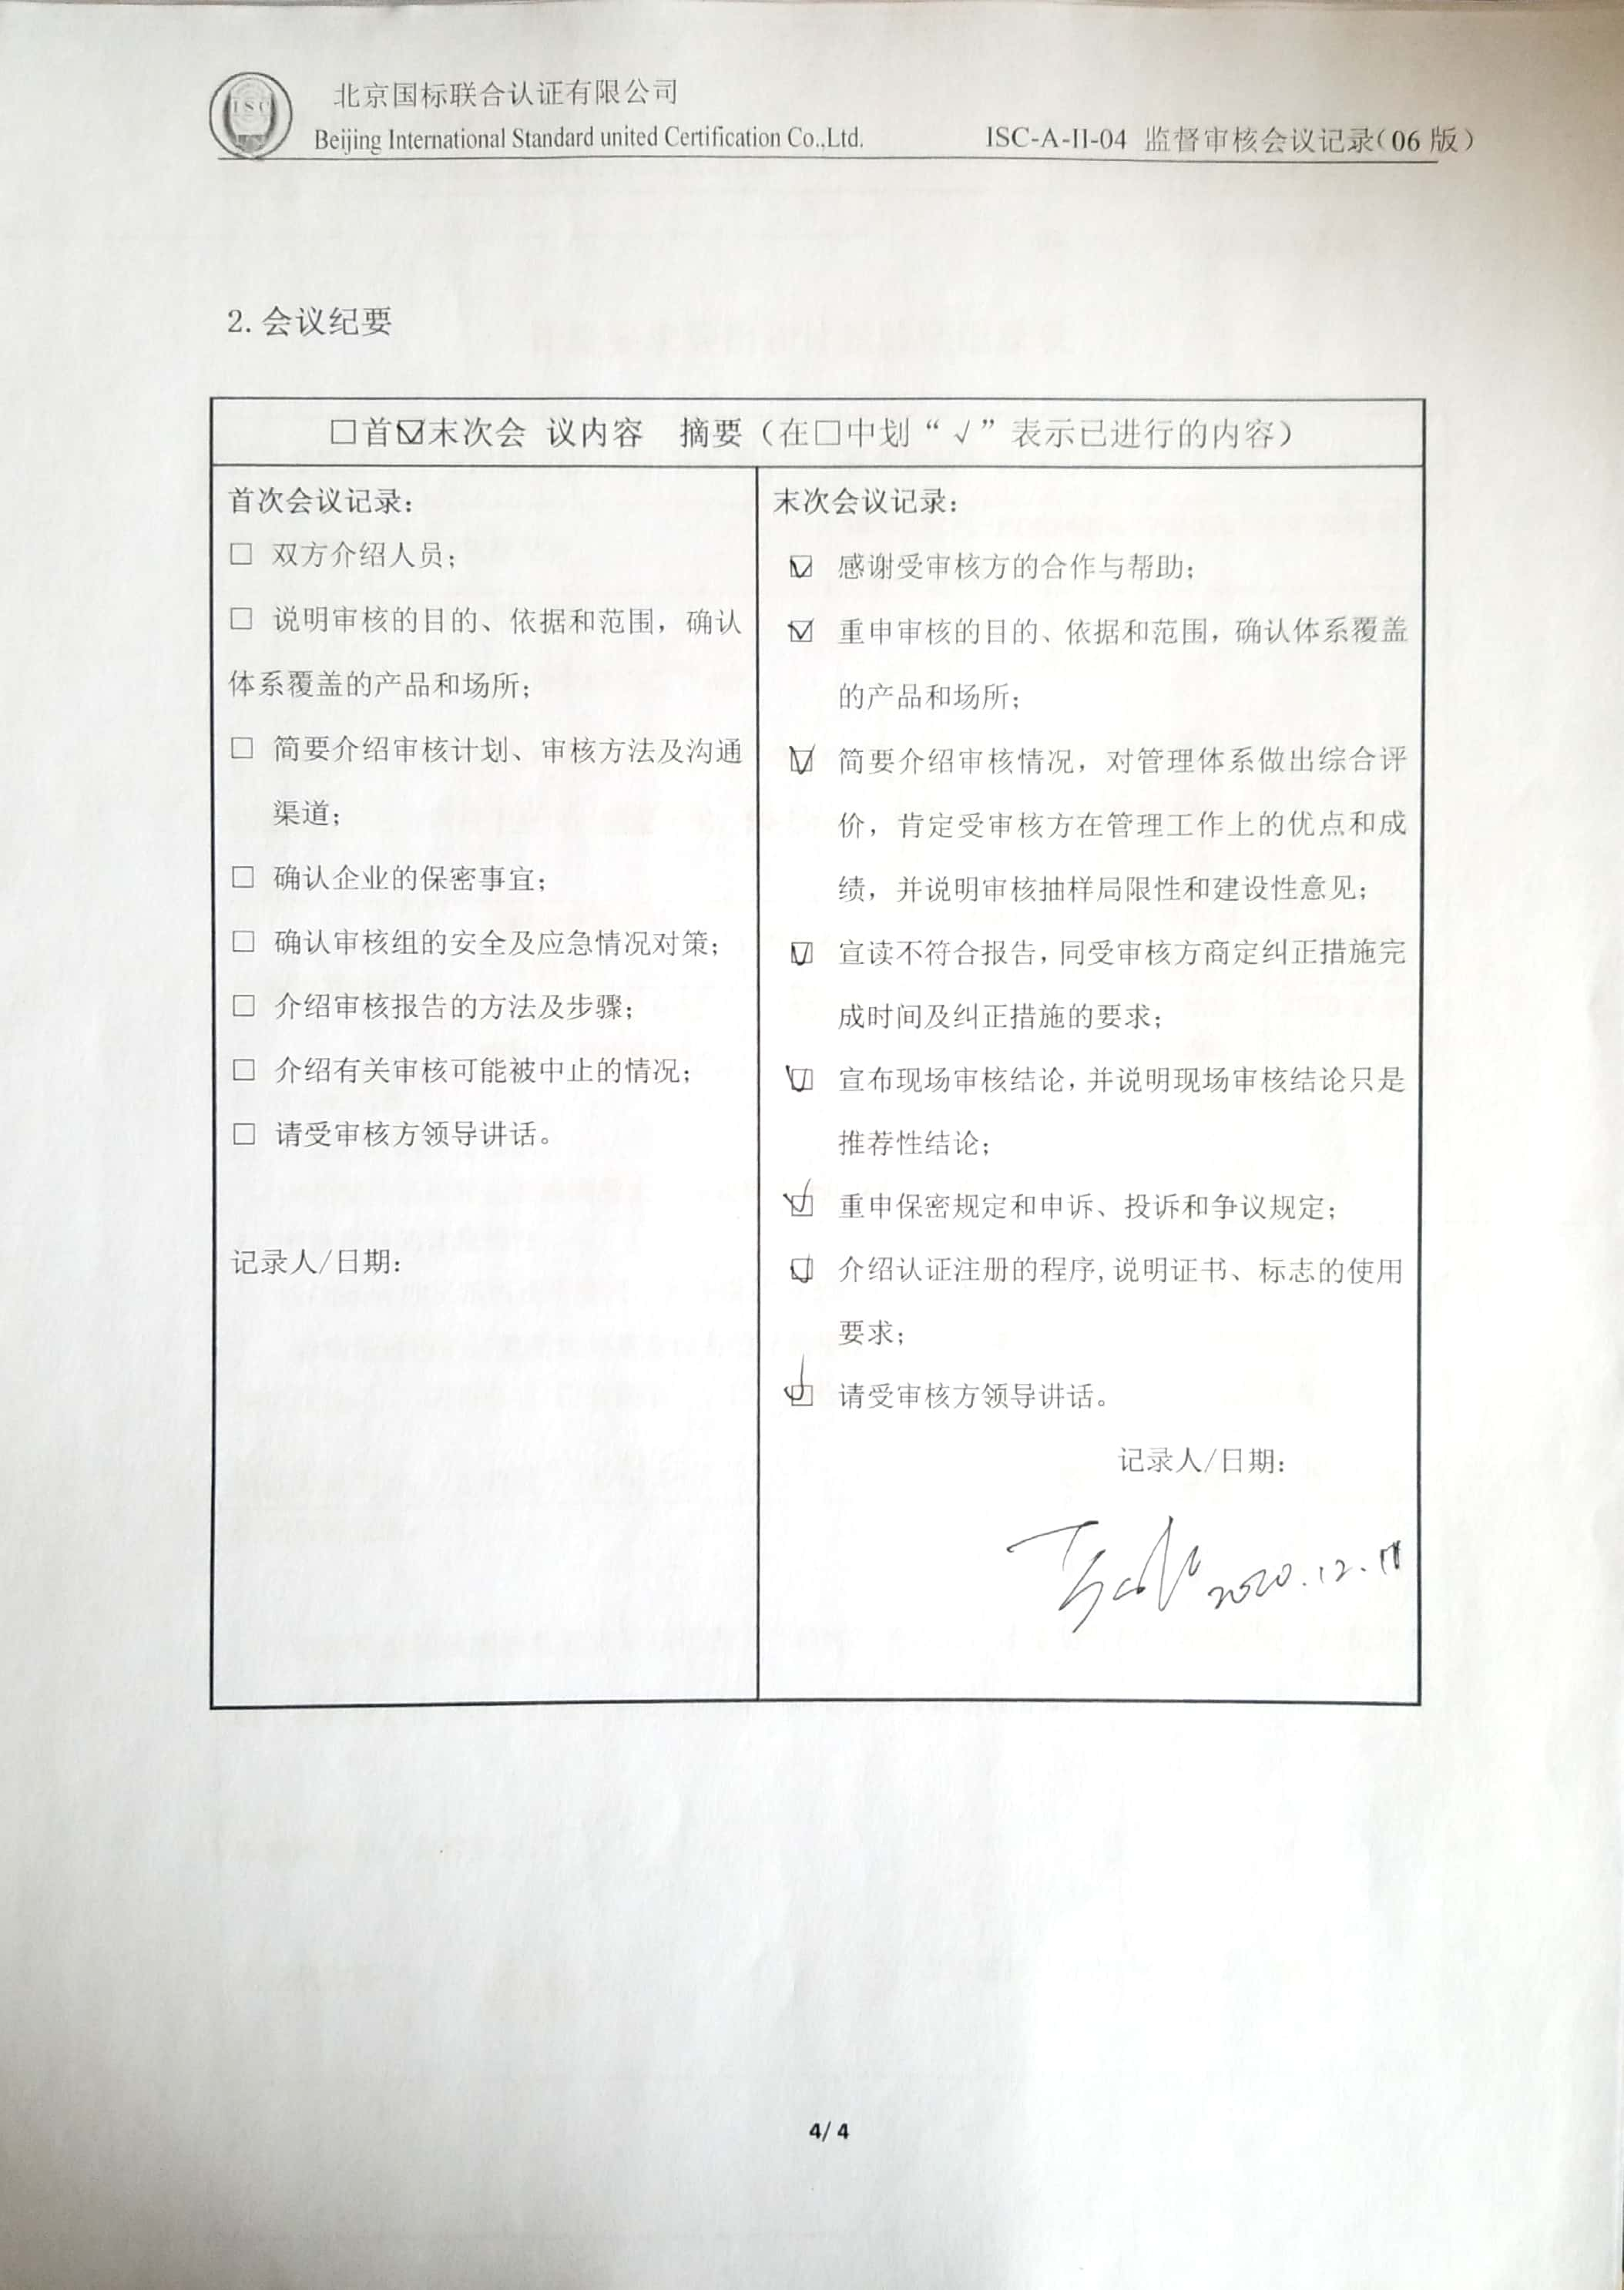 ISC
北京国标联合认证有限公司
Beijing International Standard united Certification Co.,Ltd.
ISC-A-II-04 监督审核会议记录(06 版)
2.会议纪要
□首☑末次会 议内容 摘要（在□中划“√”表示已进行的内容）
首次会议记录：
□ 双方介绍人员；
□ 说明审核的目的、依据和范围，确认
体系覆盖的产品和场所；
□ 简要介绍审核计划、审核方法及沟通
渠道；
□ 确认企业的保密事宜；
□ 确认审核组的安全及应急情况对策；
□ 介绍审核报告的方法及步骤；
□ 介绍有关审核可能被中止的情况；
□ 请受审核方领导讲话。
记录人/日期：
末次会议记录：
☑ 感谢受审核方的合作与帮助；
☑ 重申审核的目的、依据和范围，确认体系覆盖
的产品和场所；
☑ 简要介绍审核情况，对管理体系做出综合评
价，肯定受审核方在管理工作上的优点和成
绩，并说明审核抽样局限性和建设性意见；
☑ 宣读不符合报告，同受审核方商定纠正措施完
成时间及纠正措施的要求；
☑ 宣布现场审核结论，并说明现场审核结论只是
推荐性结论；
☑ 重申保密规定和申诉、投诉和争议规定；
☑ 介绍认证注册的程序，说明证书、标志的使用
要求；
☑ 请受审核方领导讲话。
记录人/日期：
2020.12.
4/ 4